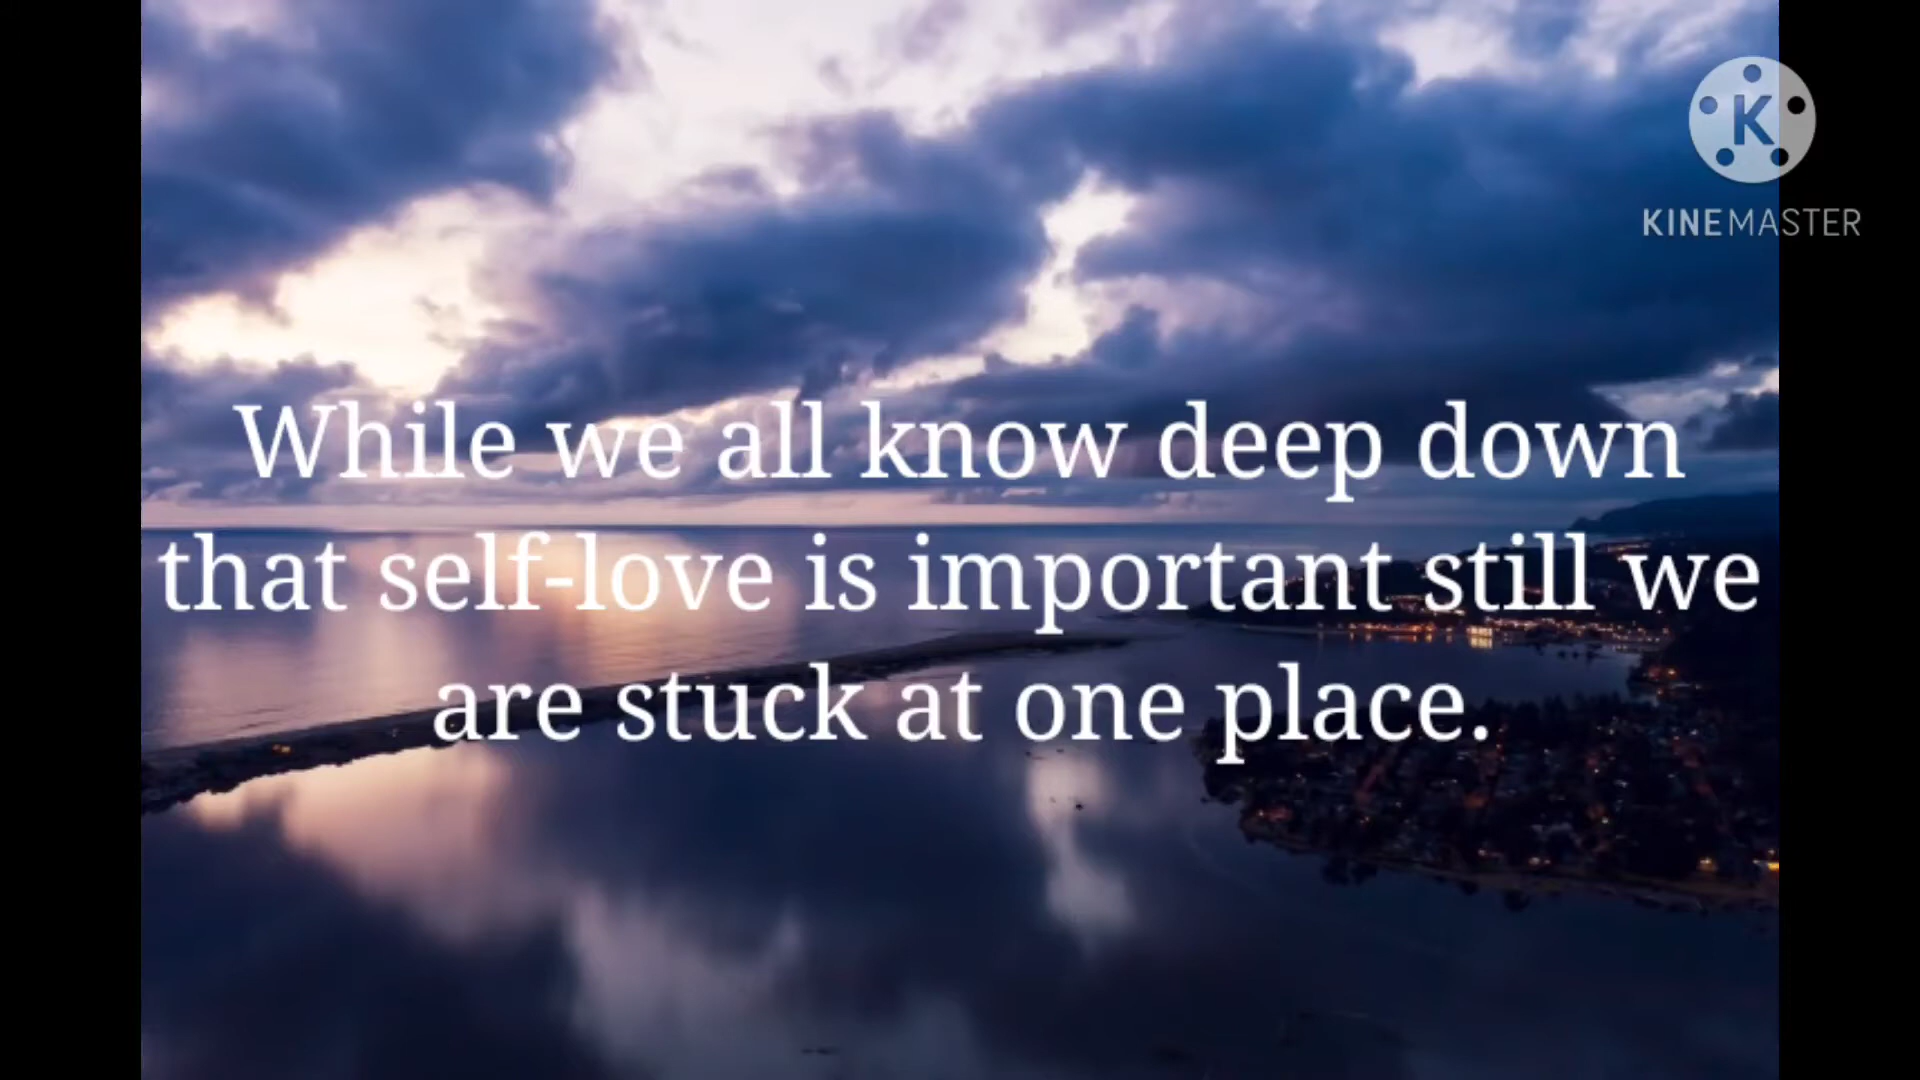 K
KINEMASTER
While we all know deep down
that self-love is important still we
are stuck at one place.